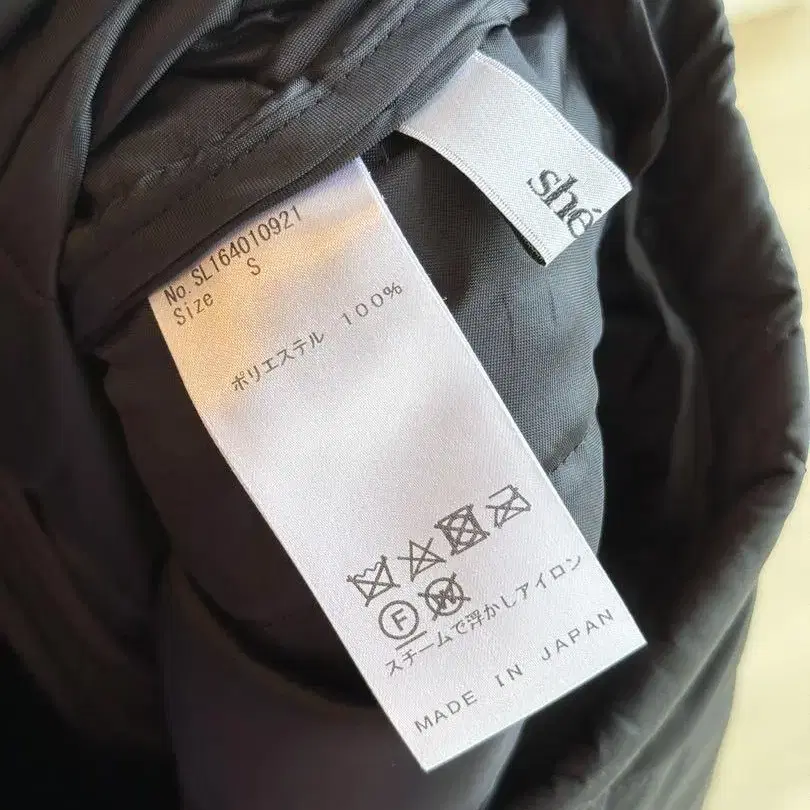 shé
No.SL164010921
Size S
ポリエステル 100%
F W
スチームで浮かしアイロン
MADE IN JAPAN